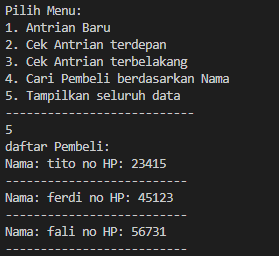 Pilih Menu:
1. Antrian Baru
2. Cek Antrian terdepan
3. Cek Antrian terbelakang
4. Cari Pembeli berdasarkan Nama
5. Tampilkan seluruh data
---------------------------
5
daftar Pembeli:
Nama: tito no HP: 23415
--------------------------
Nama: ferdi no HP: 45123
--------------------------
Nama: fali no HP: 56731
--------------------------